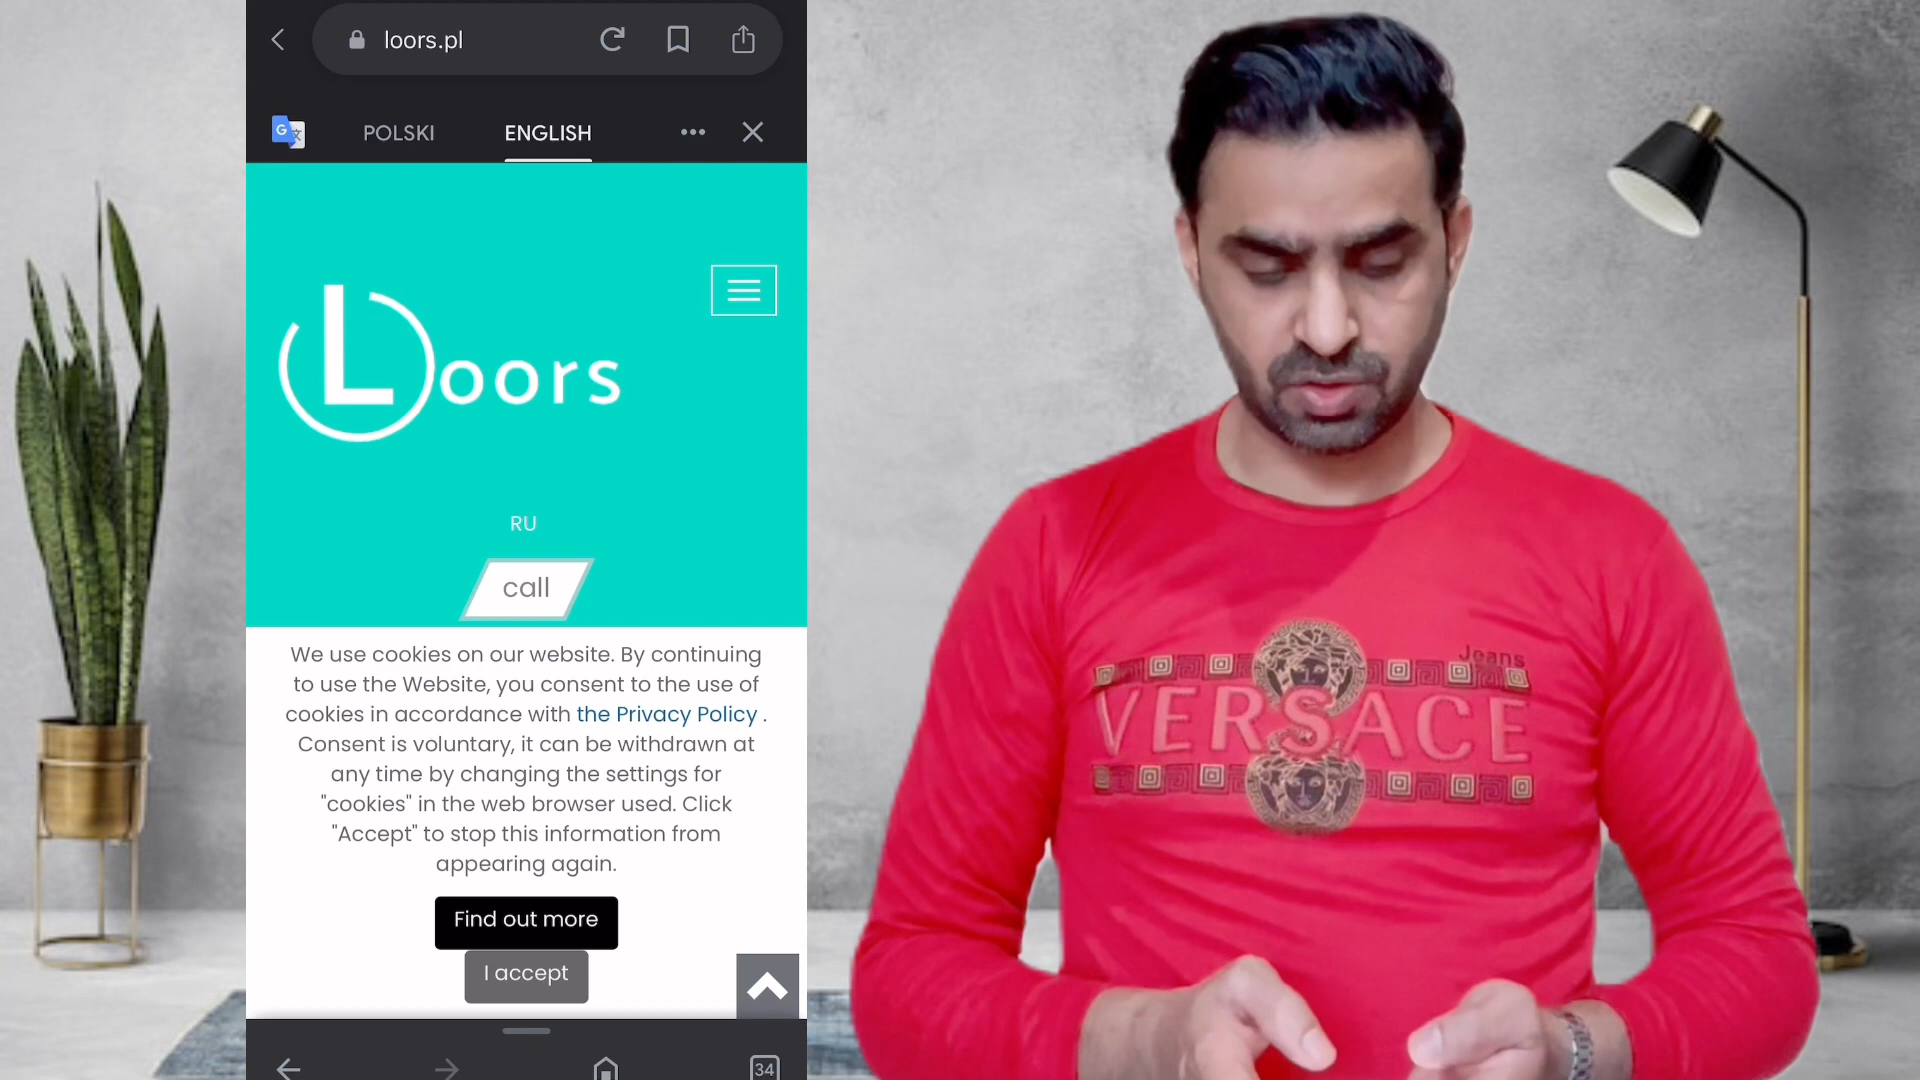 loors.pl
G 文
POLSKI ENGLISH
Loors
RU
call
We use cookies on our website. By continuing
to use the Website, you consent to the use of
cookies in accordance with the Privacy Policy .
Consent is voluntary, it can be withdrawn at
any time by changing the settings for
"cookies" in the web browser used. Click
"Accept" to stop this information from
appearing again.
Find out more
I accept
34
Jeans
VERSACE